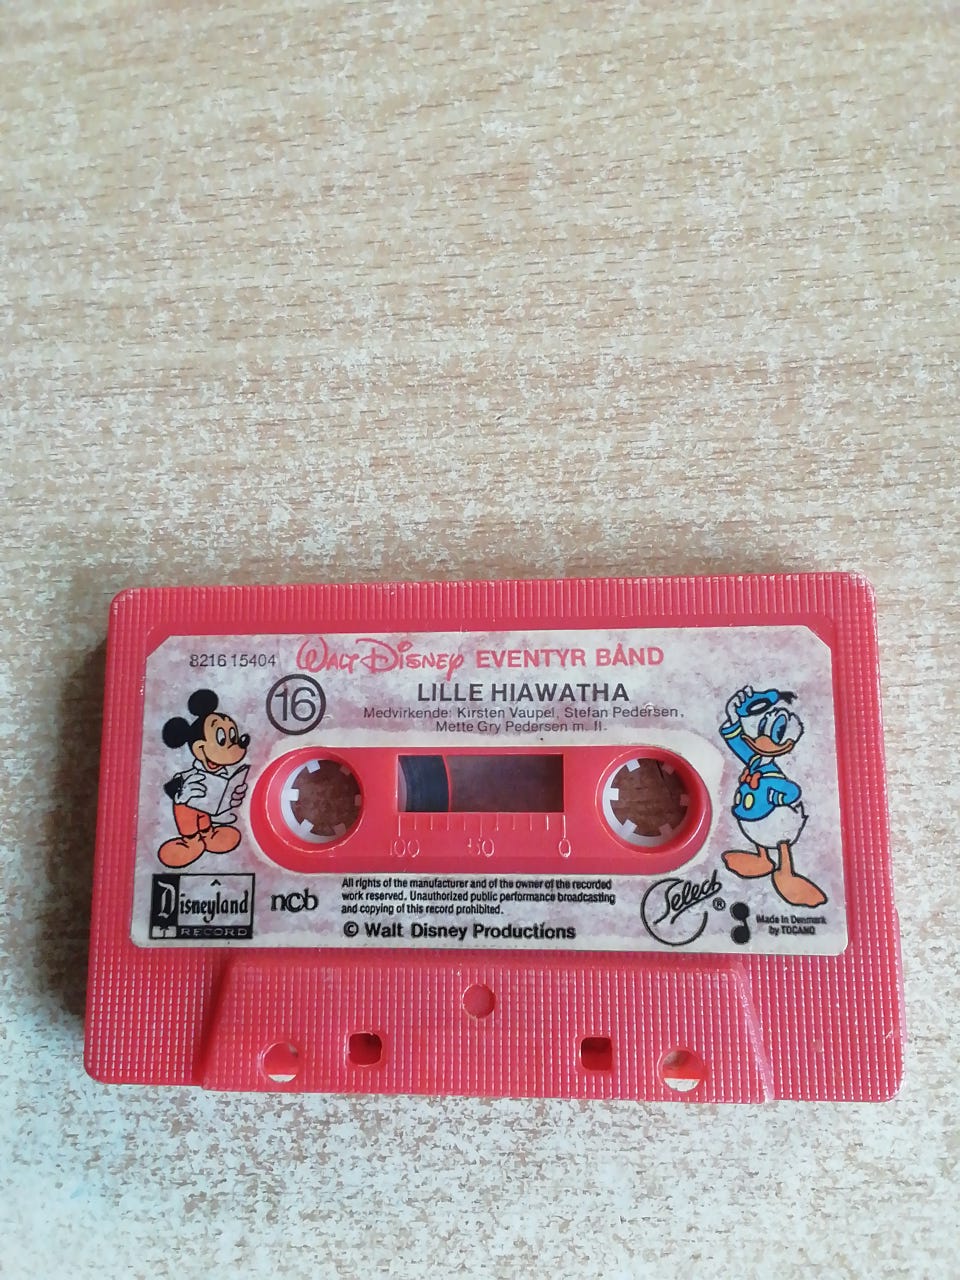 8216 15404 Walt Disney EVENTYR BÅND
16 LILLE HIAWATHA
Medvirkende: Kirsten Vaupel, Stefan Pedersen,
Mette Gry Pedersen m. fl.
100 50 0
All rights of the manufacturer and of the owner of the recorded
work reserved. Unauthorized public performance broadcasting
and copying of this record prohibited.
© Walt Disney Productions
Disneyland
RECORD
ncb
Select ®
Made in Denmark
by TOCANO